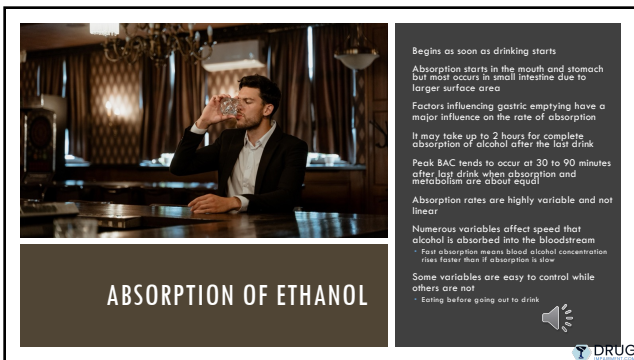 Begins as soon as drinking starts
Absorption starts in the mouth and stomach
but most occurs in small intestine due to
larger surface area
Factors influencing gastric emptying have a
major influence on the rate of absorption
It may take up to 2 hours for complete
absorption of alcohol after the last drink
Peak BAC tends to occur at 30 to 90 minutes
after last drink when absorption and
metabolism are about equal
Absorption rates are highly variable and not
linear
Numerous variables affect speed that
alcohol is absorbed into the bloodstream
Fast absorption means blood alcohol concentration
rises faster than if absorption is slow
Some variables are easy to control while
others are not
Eating before going out to drink
ABSORPTION OF ETHANOL
DRUG